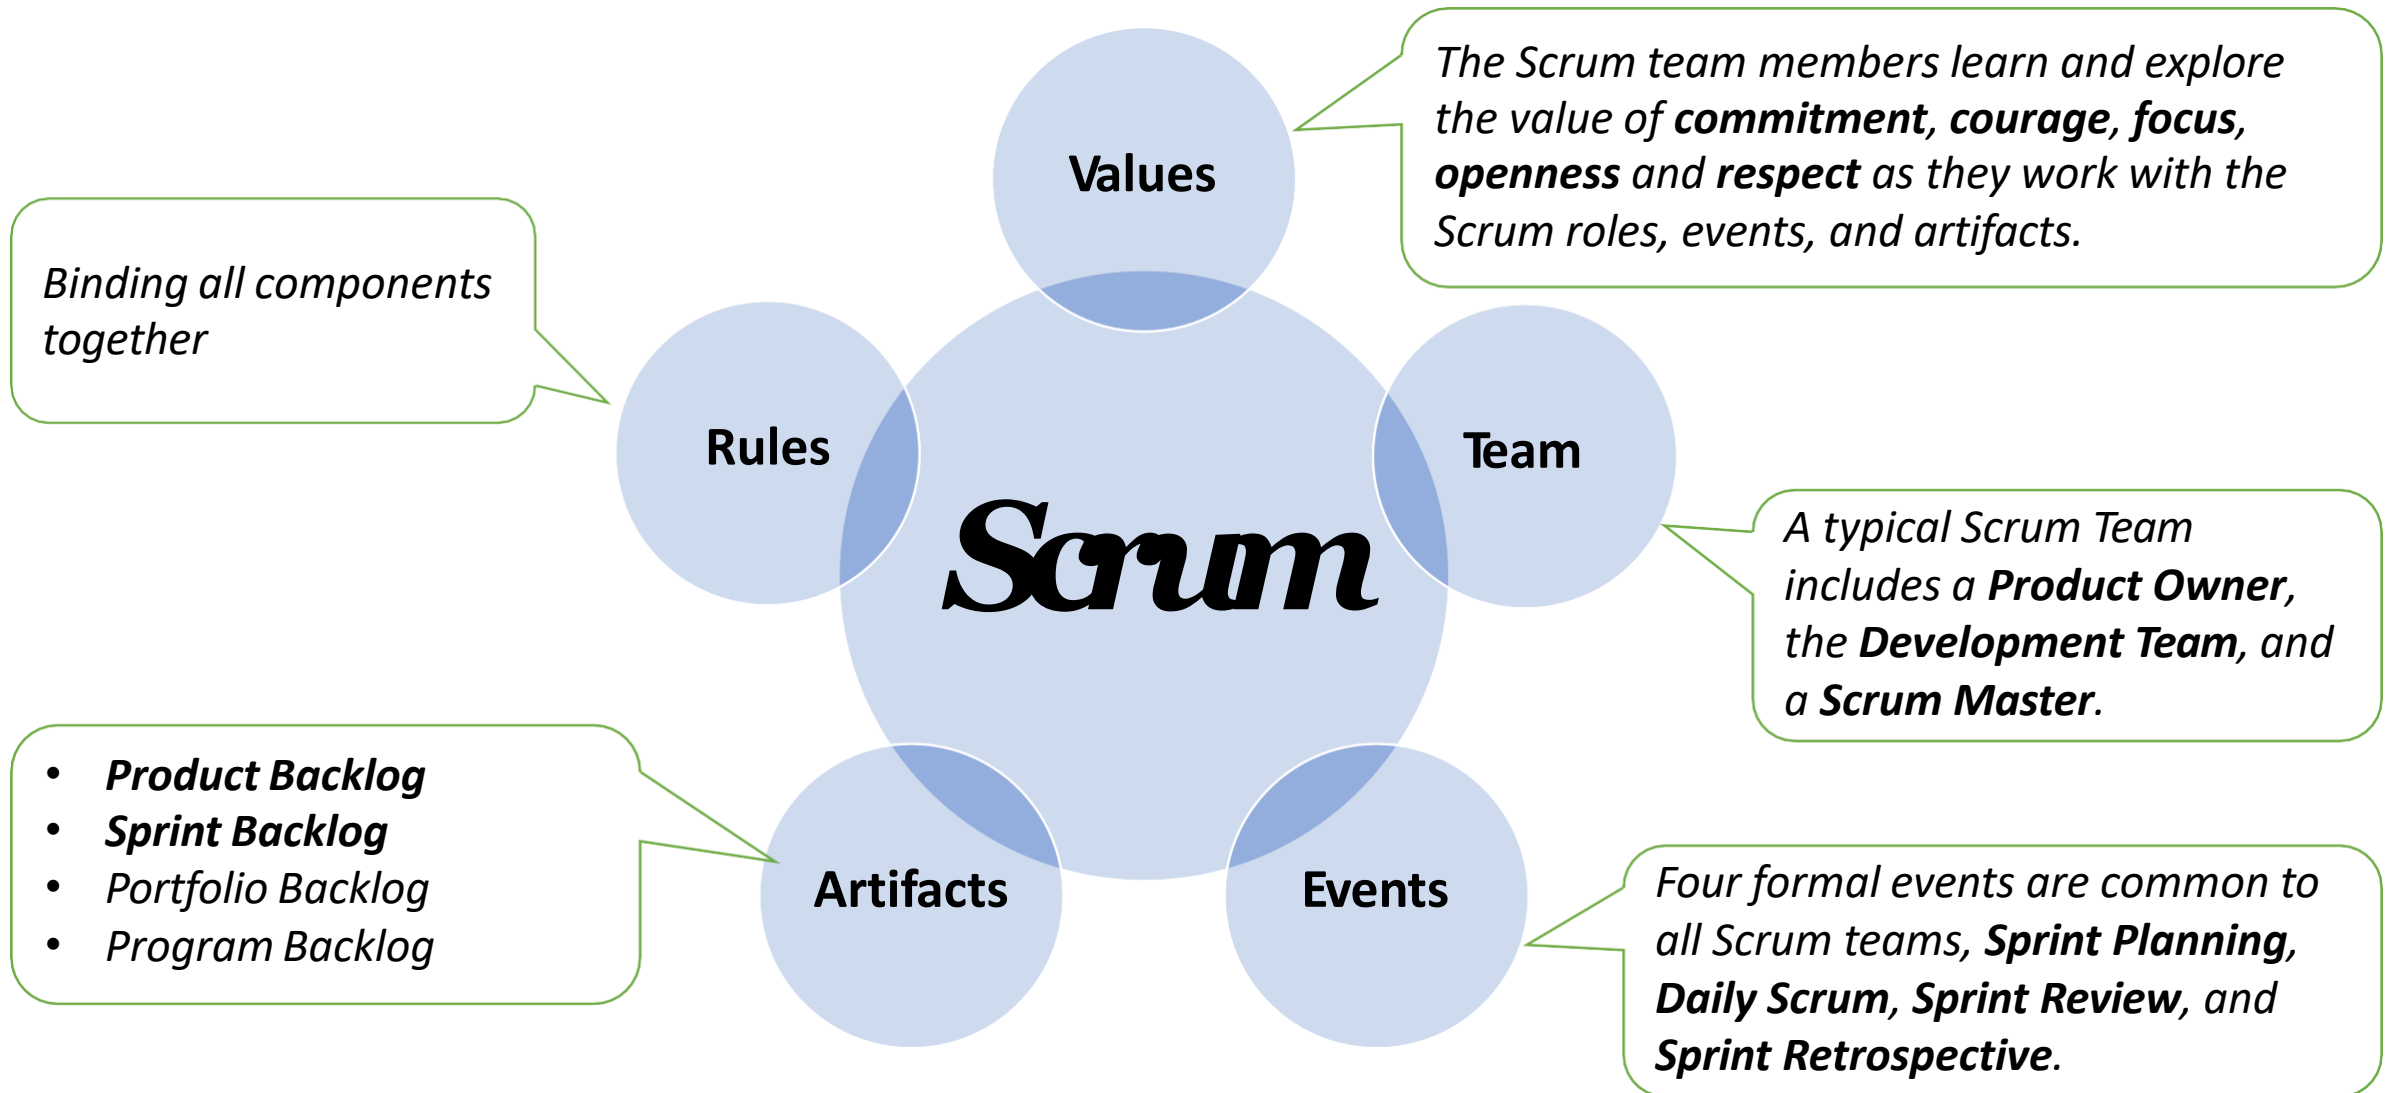 The Scrum team members learn and explore
the value of commitment, courage, focus,
openness and respect as they work with the
Scrum roles, events, and artifacts.
Values
Binding all components
together
Rules
Team
Scrum
A typical Scrum Team
includes a Product Owner,
the Development Team, and
a Scrum Master.
• Product Backlog
• Sprint Backlog
• Portfolio Backlog
• Program Backlog
Artifacts
Events
Four formal events are common to
all Scrum teams, Sprint Planning,
Daily Scrum, Sprint Review, and
Sprint Retrospective.